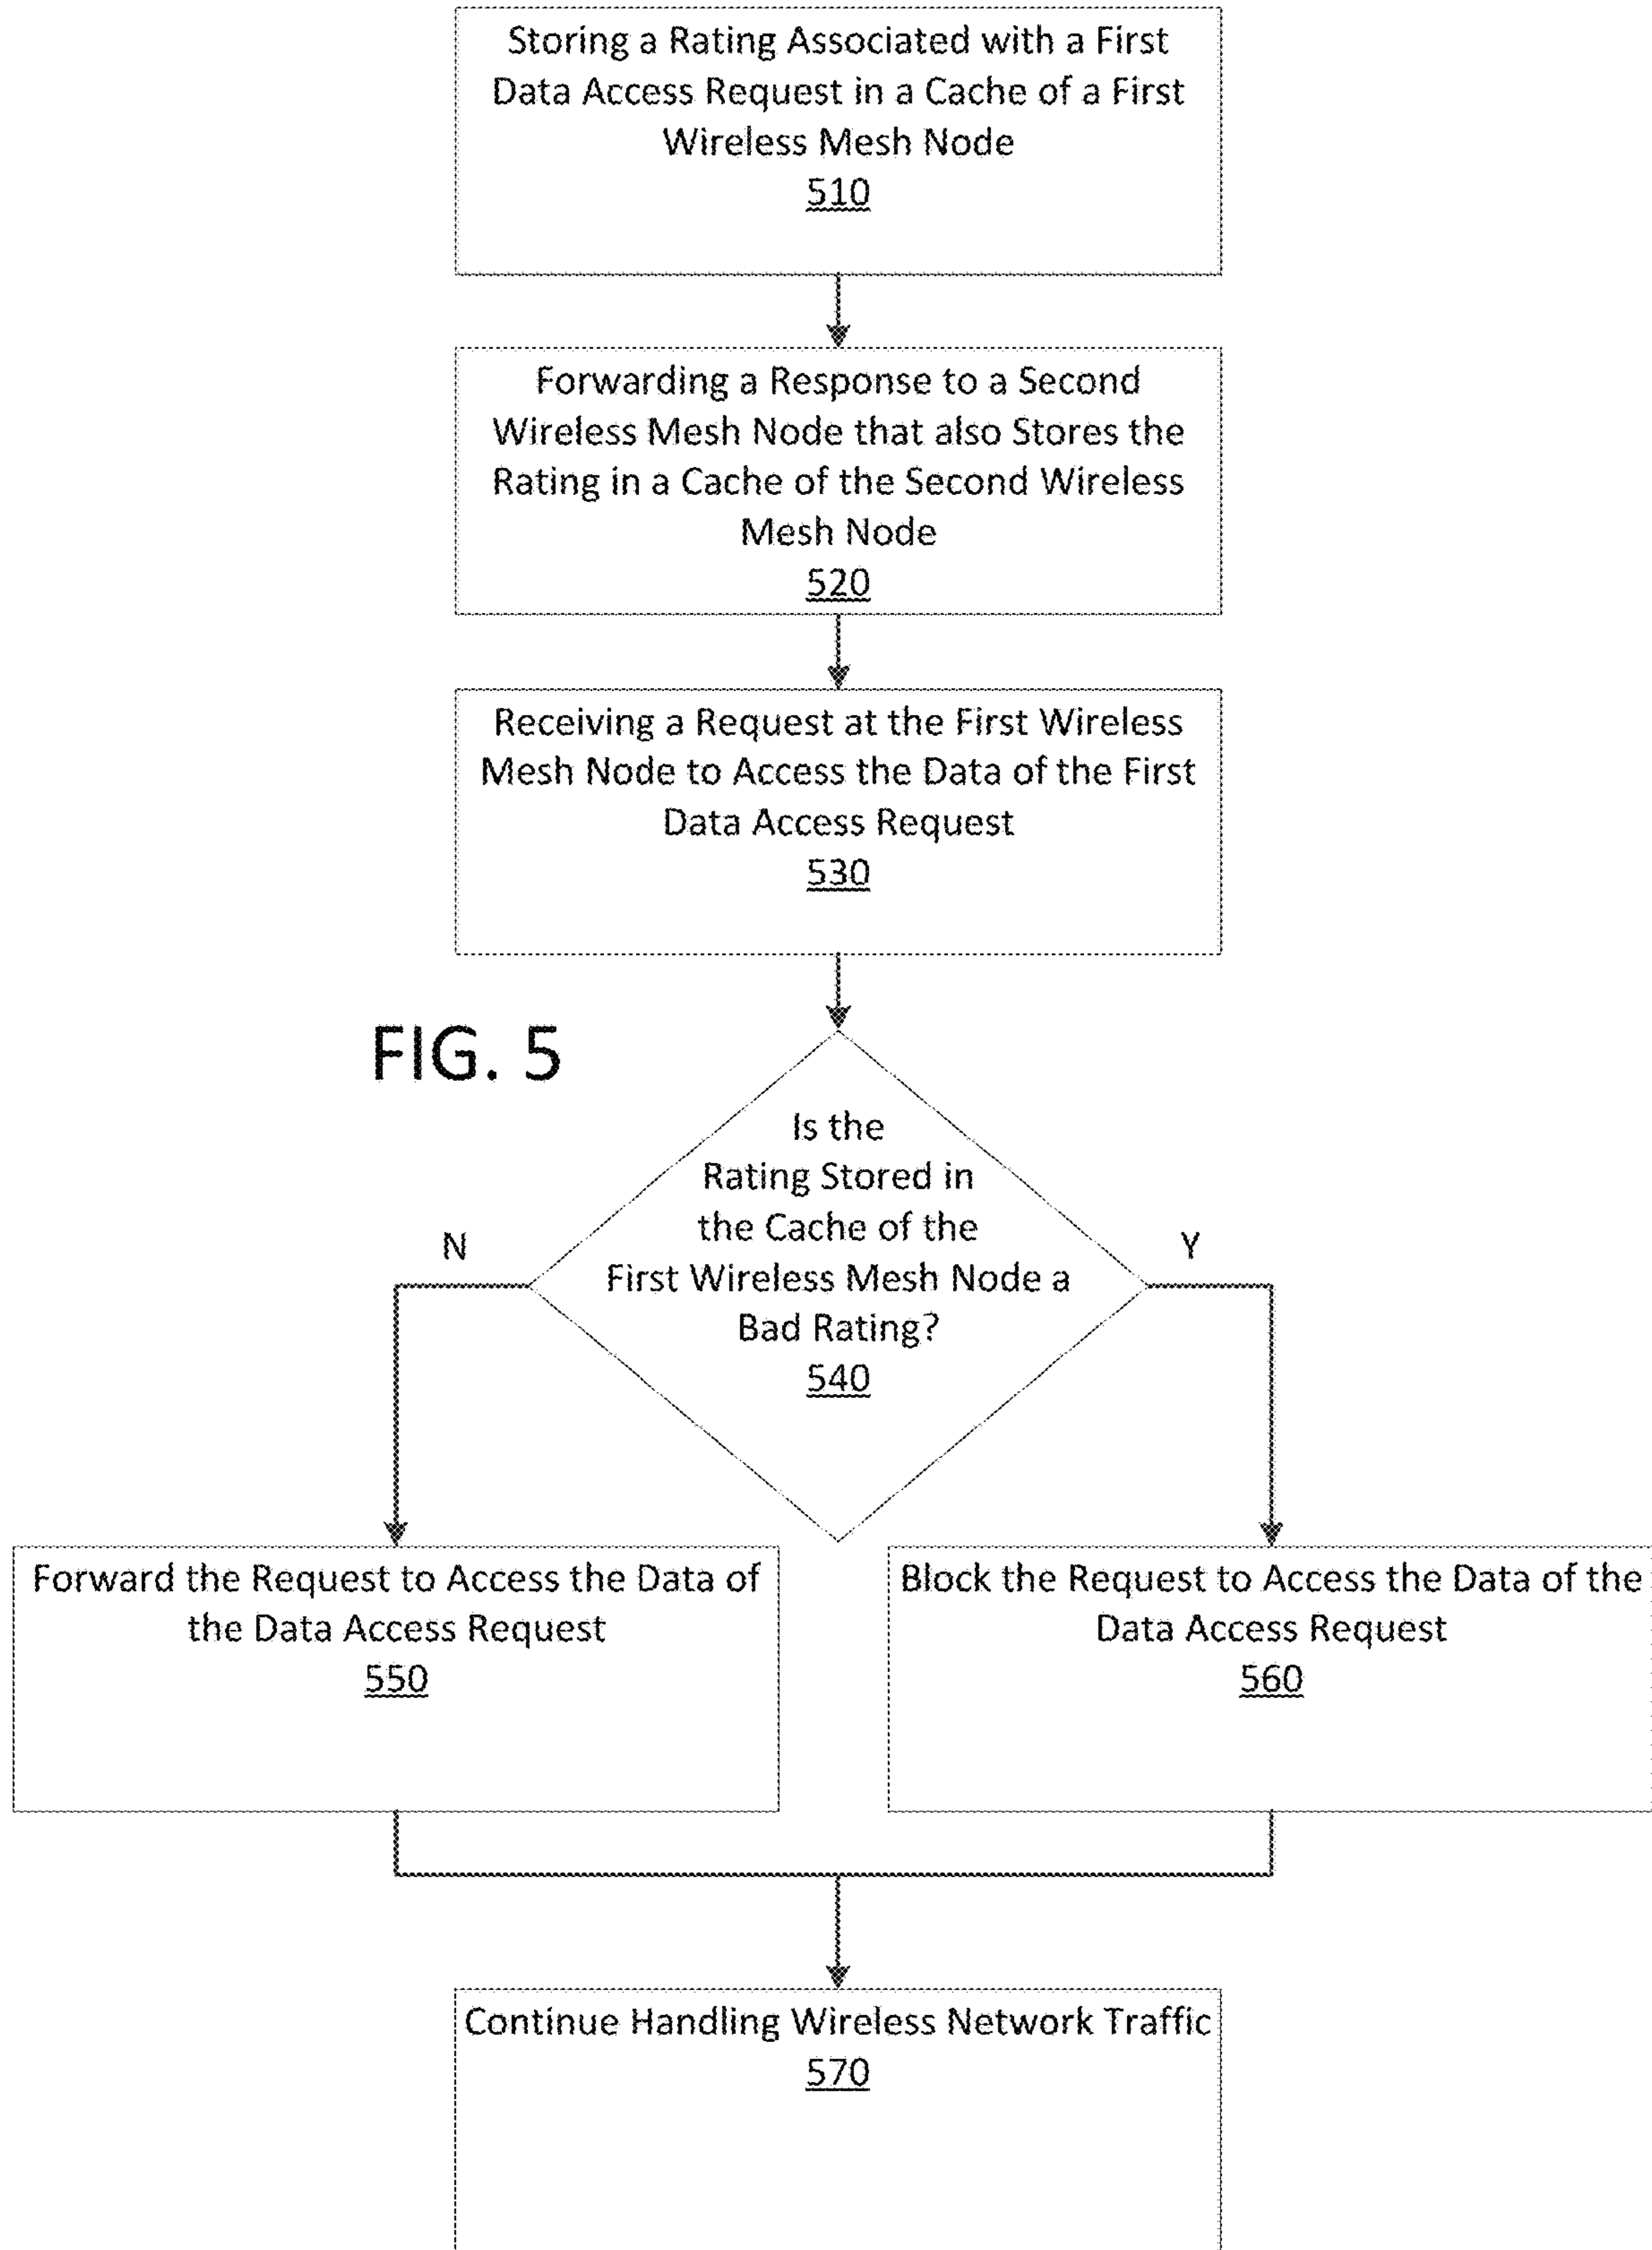 Storing a Rating Associated with a First
Data Access Request in a Cache of a First
Wireless Mesh Node
510
Forwarding a Response to a Second
Wireless Mesh Node that also Stores the
Rating in a Cache of the Second Wireless
Mesh Node
520
Receiving a Request at the First Wireless
Mesh Node to Access the Data of the First
Data Access Request
530
FIG. 5
Is the
Rating Stored in
the Cache of the
First Wireless Mesh Node a
Bad Rating?
540
N
Y
Forward the Request to Access the Data of
the Data Access Request
550
Block the Request to Access the Data of the
Data Access Request
560
Continue Handling Wireless Network Traffic
570